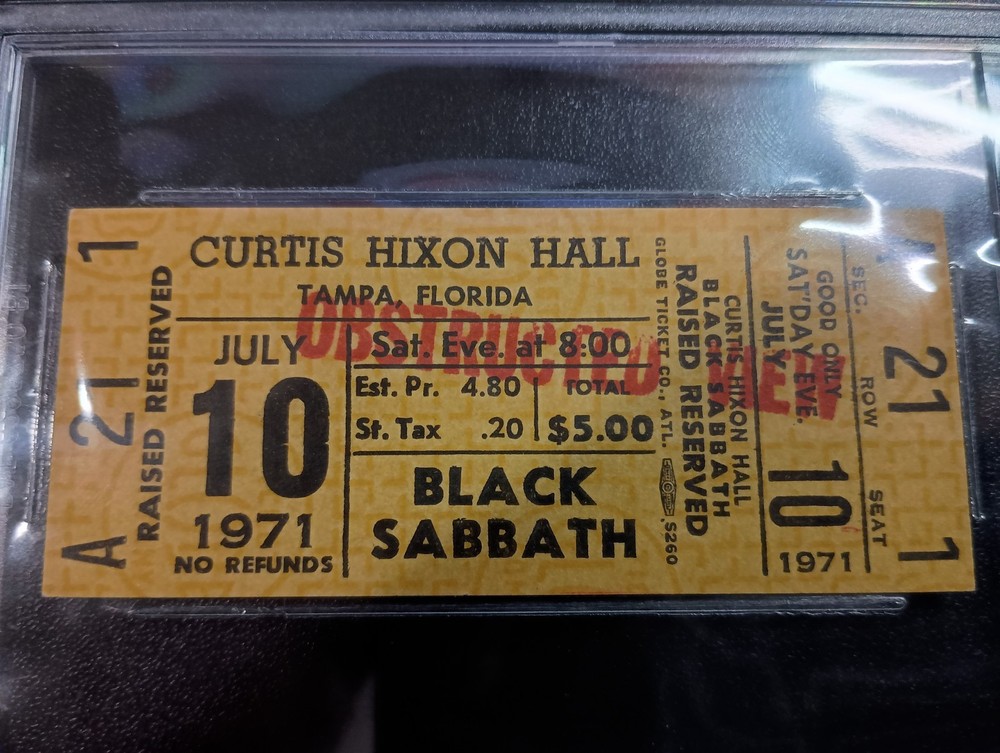 A 21 1
RAISED RESERVED
CURTIS HIXON HALL
TAMPA, FLORIDA
OBSTRUCTED VIEW
JULY
10
1971
NO REFUNDS
Sat. Eve. at 8:00
Est. Pr. 4.80
St. Tax .20
TOTAL
$5.00
BLACK
SABBATH
GLOBE TICKET CO., ATL. S260
RAISED RESERVED
BLACK SABBATH
CURTIS HIXON HALL
GOOD ONLY
SAT'DAY EVE.
JULY
10
1971
SEC. ROW SEAT
A 21 1